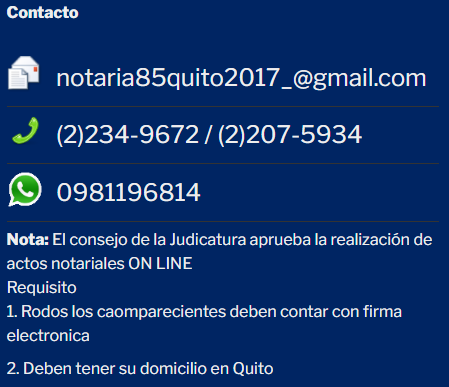 Contacto
notaria85quito2017_@gmail.com
(2)234-9672 / (2)207-5934
0981196814
Nota: El consejo de la Judicatura aprueba la realización de
actos notariales ON LINE
Requisito
1. Rodos los caomparecientes deben contar con firma
electronica
2. Deben tener su domicilio en Quito